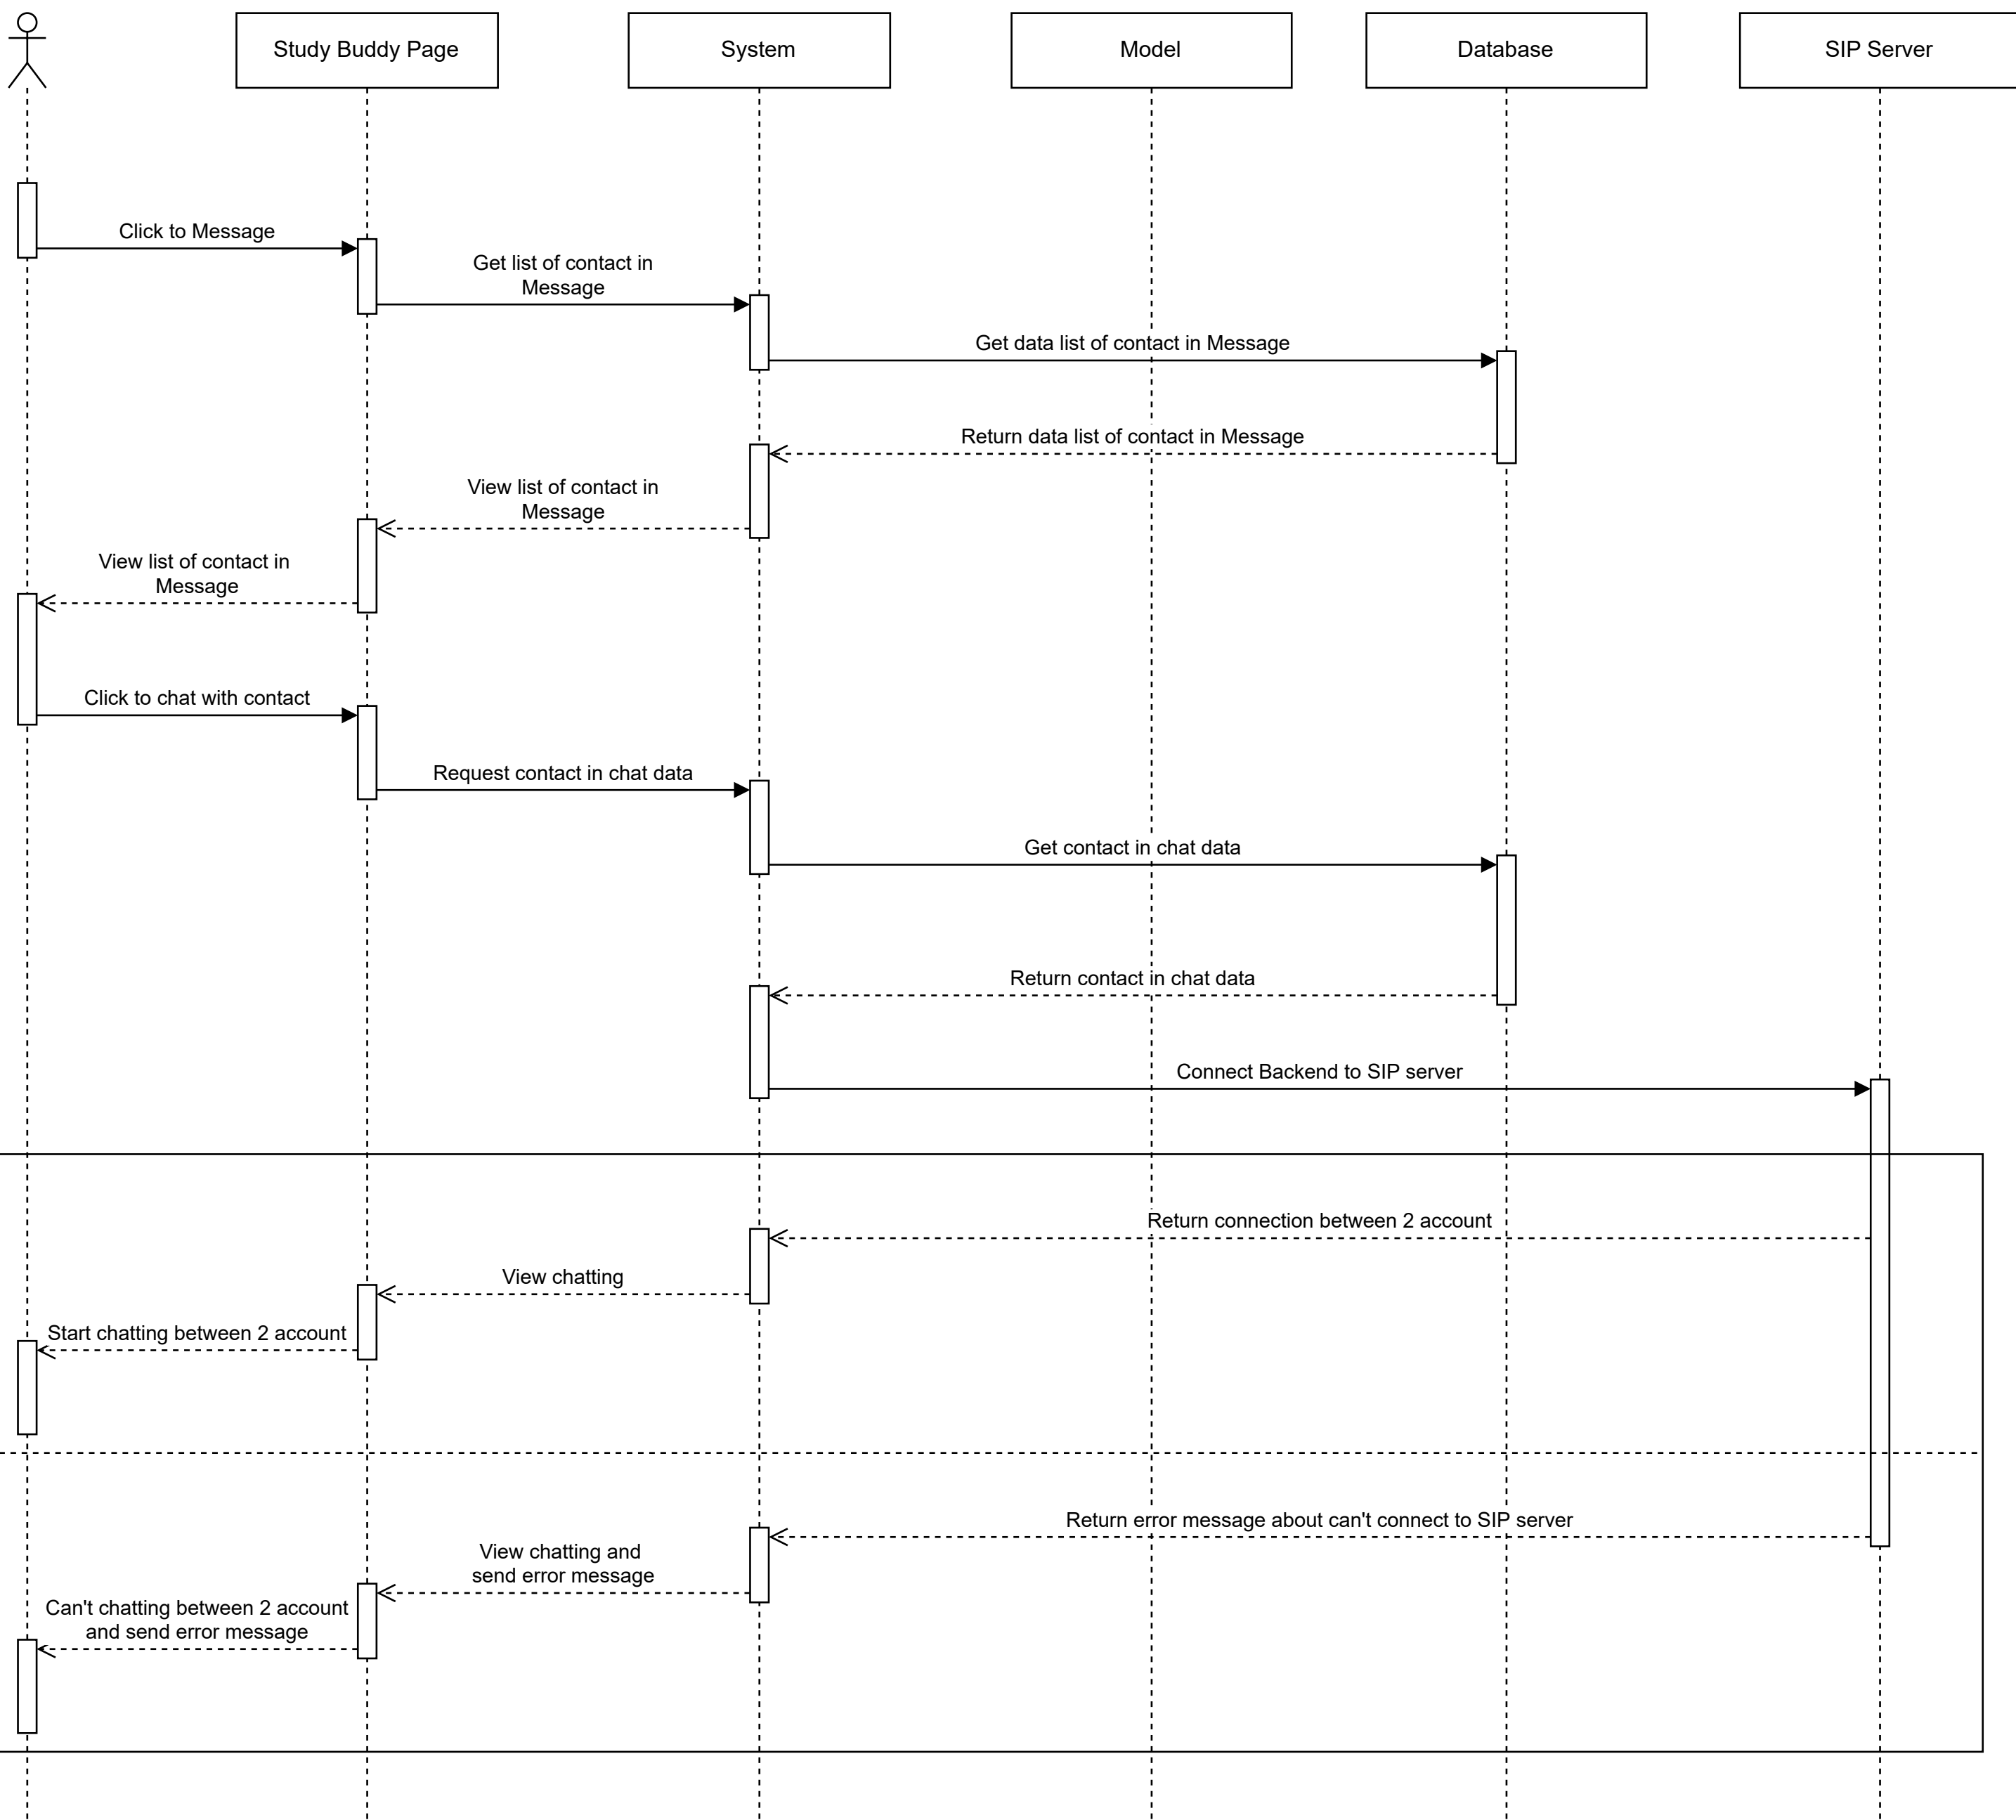 Study Buddy Page
System
Model
Database
SIP Server
Click to Message
Get list of contact in
Message
Get data list of contact in Message
Return data list of contact in Message
View list of contact in
Message
View list of contact in
Message
Click to chat with contact
Request contact in chat data
Get contact in chat data
Return contact in chat data
Connect Backend to SIP server
Return connection between 2 account
View chatting
Start chatting between 2 account
Return error message about can't connect to SIP server
View chatting and
send error message
Can't chatting between 2 account
and send error message